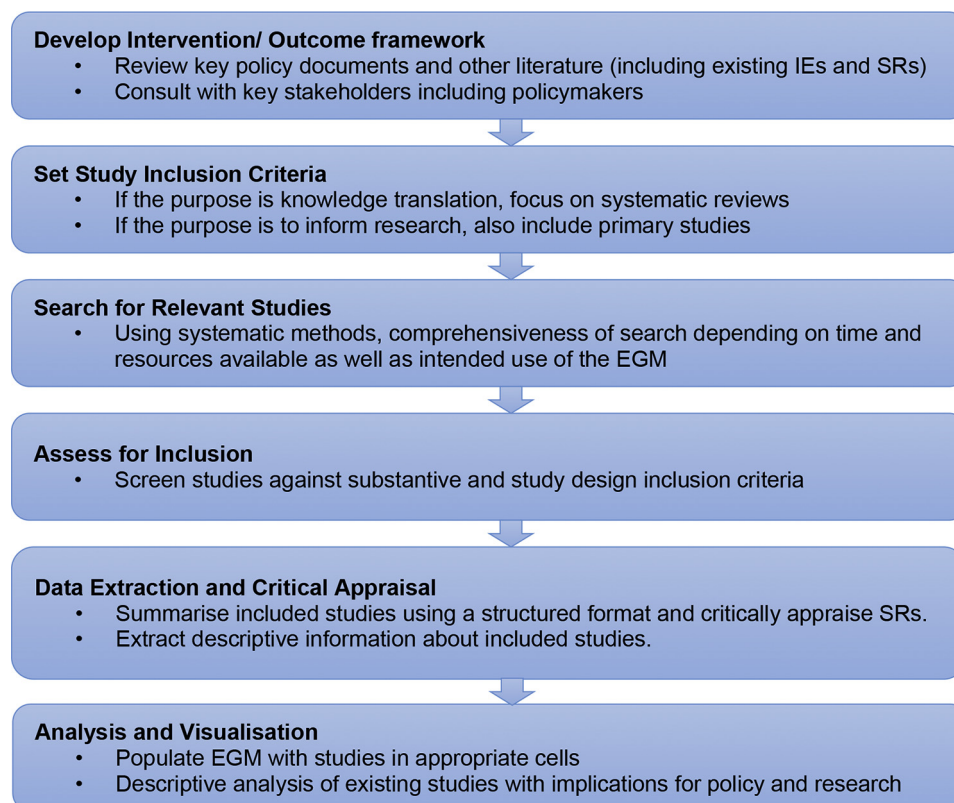 Develop Intervention/ Outcome framework
• Review key policy documents and other literature (including existing IEs and SRs)
• Consult with key stakeholders including policymakers
Set Study Inclusion Criteria
• If the purpose is knowledge translation, focus on systematic reviews
• If the purpose is to inform research, also include primary studies
Search for Relevant Studies
• Using systematic methods, comprehensiveness of search depending on time and
resources available as well as intended use of the EGM
Assess for Inclusion
• Screen studies against substantive and study design inclusion criteria
Data Extraction and Critical Appraisal
• Summarise included studies using a structured format and critically appraise SRs.
• Extract descriptive information about included studies.
Analysis and Visualisation
• Populate EGM with studies in appropriate cells
• Descriptive analysis of existing studies with implications for policy and research